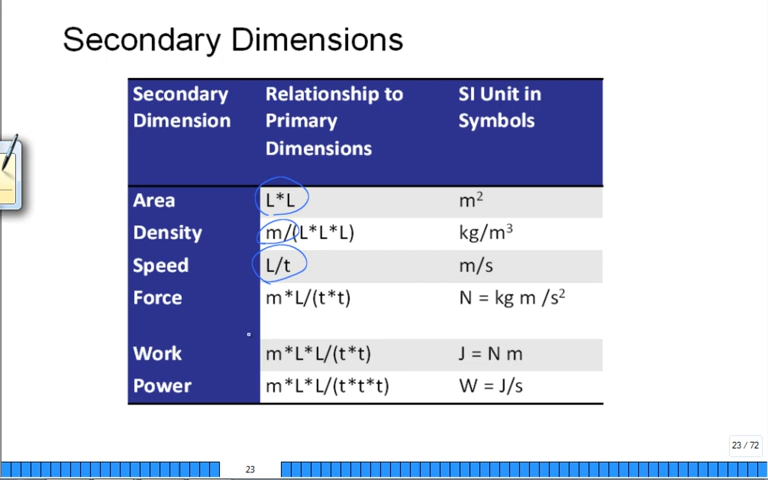 Secondary Dimensions
Secondary Dimension Relationship to Primary Dimensions SI Unit in Symbols
Area L*L m²
Density m/(L*L*L) kg/m³
Speed L/t m/s
Force m*L/(t*t) N = kg m /s²
Work m*L*L/(t*t) J = N m
Power m*L*L/(t*t*t) W = J/s
23 / 72
23